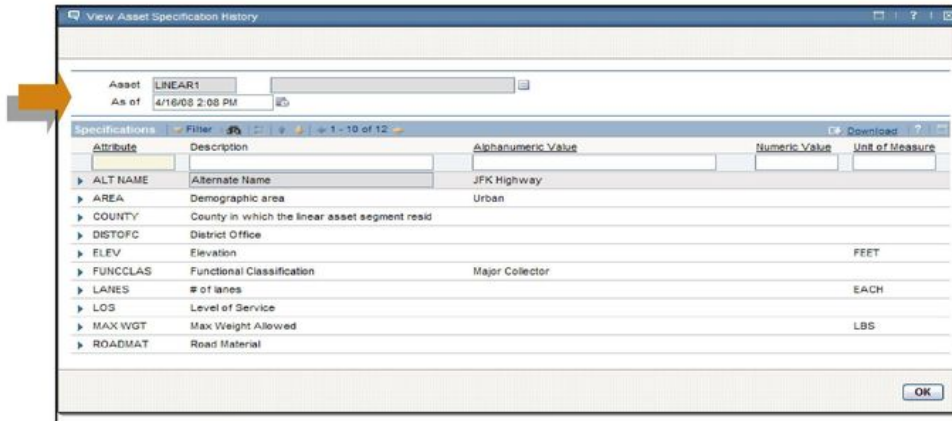 View Asset Specification History
Asset LINEAR1
As of 4/16/08 2:08 PM
Specifications Filter 1 - 10 of 12 Download ?
Attribute Description Alphanumeric Value Numeric Value Unit of Measure
ALT NAME Alternate Name JFK Highway
AREA Demographic area Urban
COUNTY County in which the linear asset segment resid
DISTOFC District Office
ELEV Elevation FEET
FUNCCLAS Functional Classification Major Collector
LANES # of lanes EACH
LOS Level of Service
MAX WGT Max Weight Allowed LBS
ROADMAT Road Material
OK